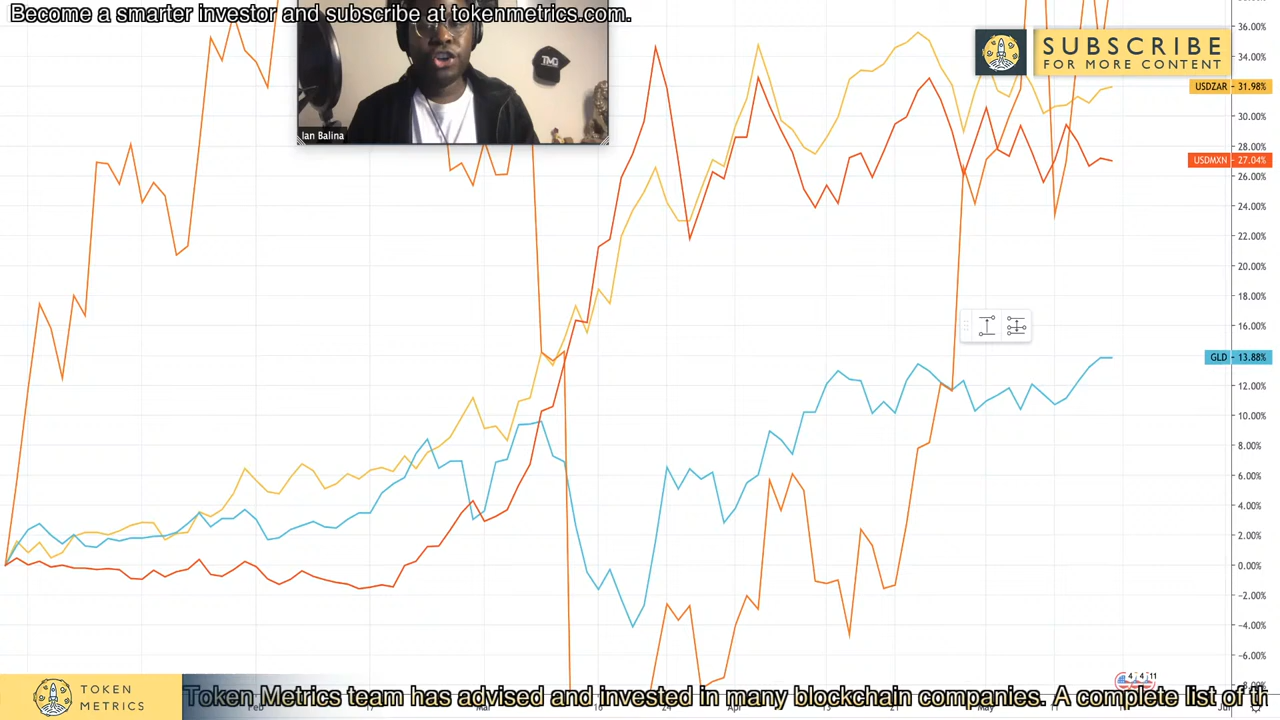 Become a smarter investor and subscribe at tokenmetrics.com.
SUBSCRIBE
FOR MORE CONTENT
Ian Balina
36.00%
34.00%
USDZAR 31.98%
30.00%
28.00%
USDMXN 27.04%
26.00%
24.00%
22.00%
20.00%
18.00%
16.00%
GLD 13.88%
12.00%
10.00%
8.00%
6.00%
4.00%
2.00%
0.00%
−2.00%
−4.00%
−6.00%
TOKEN
METRICS
Token Metrics team has advised and invested in many blockchain companies. A complete list of th